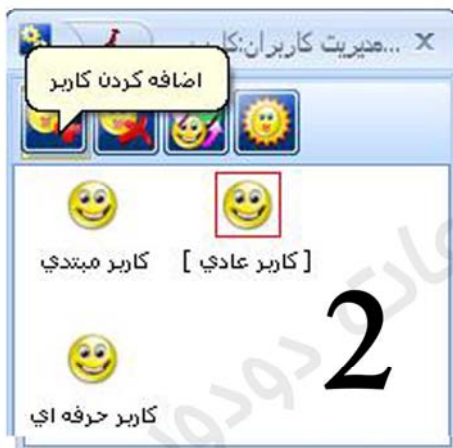 ...مدیریت کاربران:کا
اضافه کردن کاربر
[ کاربر عادي ] کاربر مبتدي
2
کاربر حرفه اي